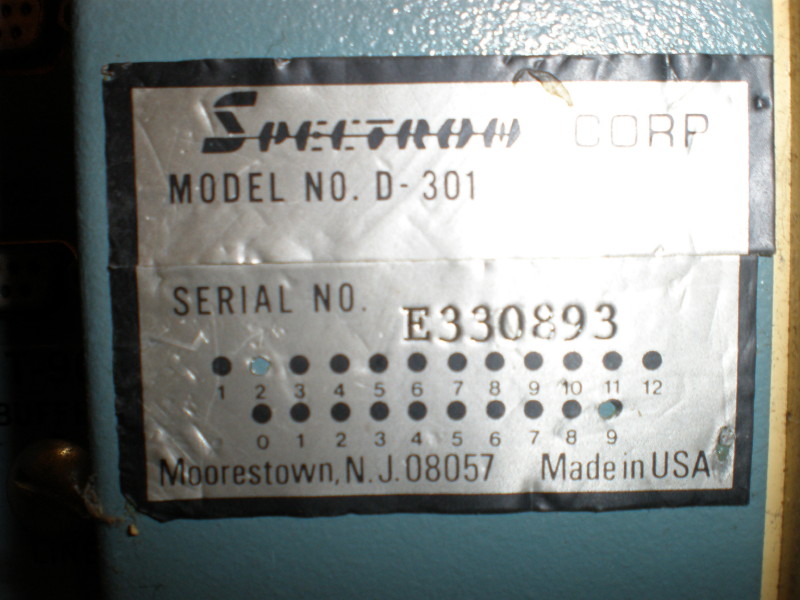 SPECTRON CORP
MODEL NO. D-301
SERIAL NO. E330893
1 2 3 4 5 6 7 8 9 10 11 12
0 1 2 3 4 5 6 7 8 9
Moorestown, N.J. 08057 Made in USA